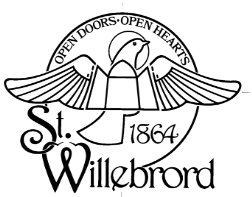 OPEN DOORS · OPEN HEARTS
St.
1864
Willebrord